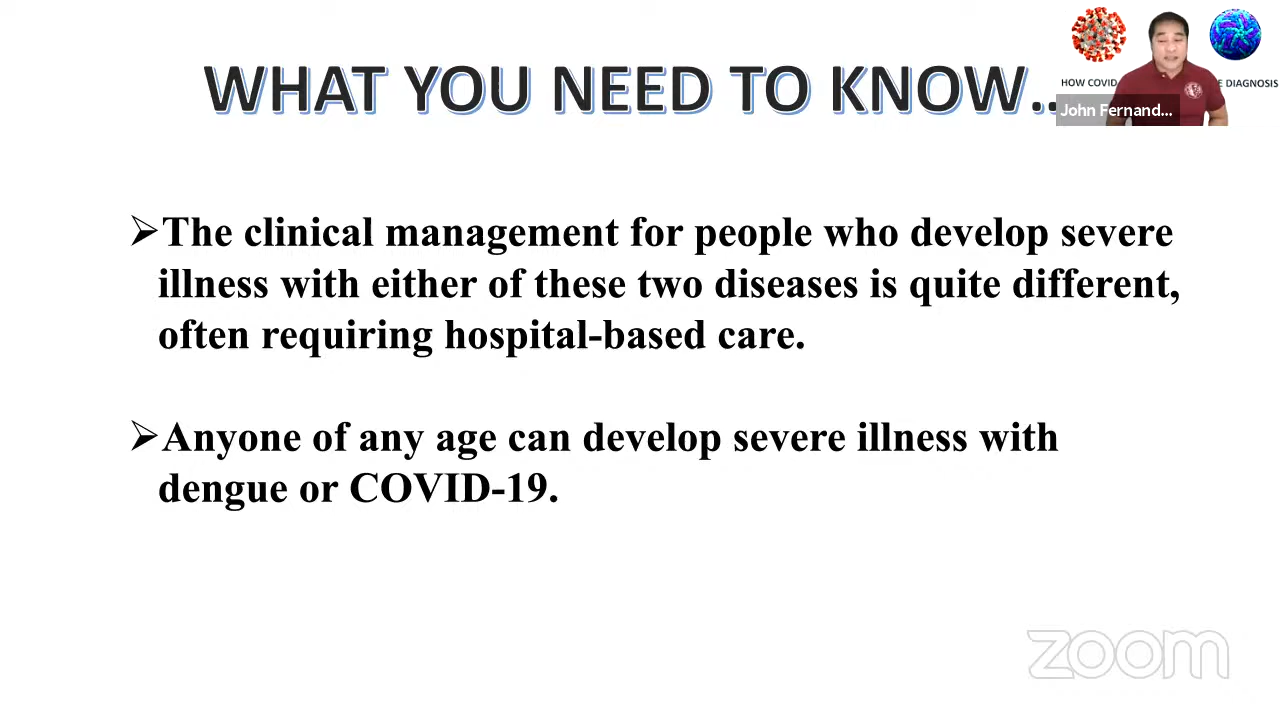 WHAT YOU NEED TO KNOW..
HOW COVID
E DIAGNOSIS
John Fernand...
➢The clinical management for people who develop severe
illness with either of these two diseases is quite different,
often requiring hospital-based care.
➢Anyone of any age can develop severe illness with
dengue or COVID-19.
zoom